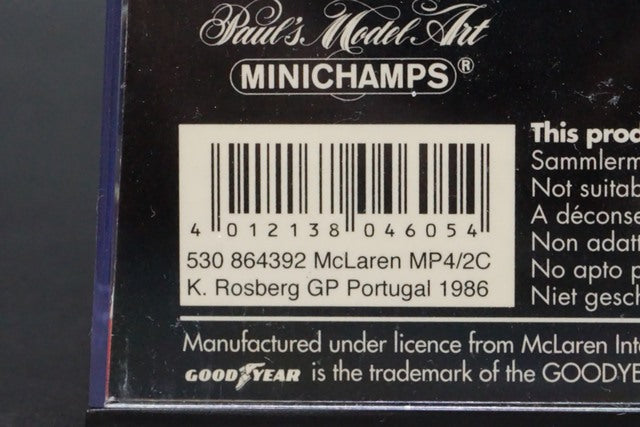 Paul's Model Art
MINICHAMPS®
4 012138 046054
530 864392 McLaren MP4/2C
K. Rosberg GP Portugal 1986
This prod
Sammlerm
Not suitab
A déconse
Non adatt
No apto p
Niet gesch
Manufactured under licence from McLaren Inte
GOODYEAR is the trademark of the GOODYE